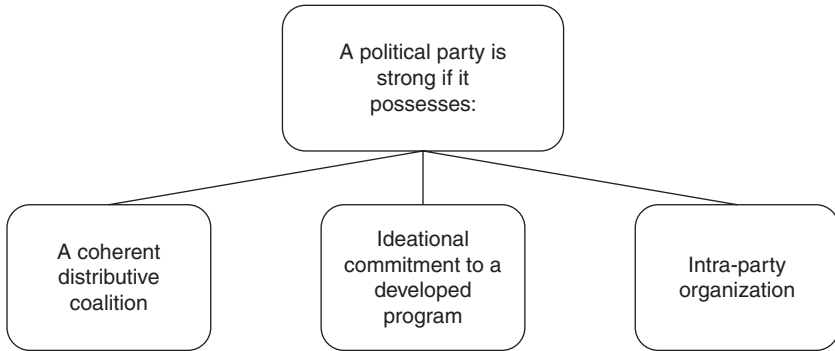 A political party is
strong if it
possesses:
A coherent
distributive
coalition
Ideational
commitment to a
developed
program
Intra-party
organization